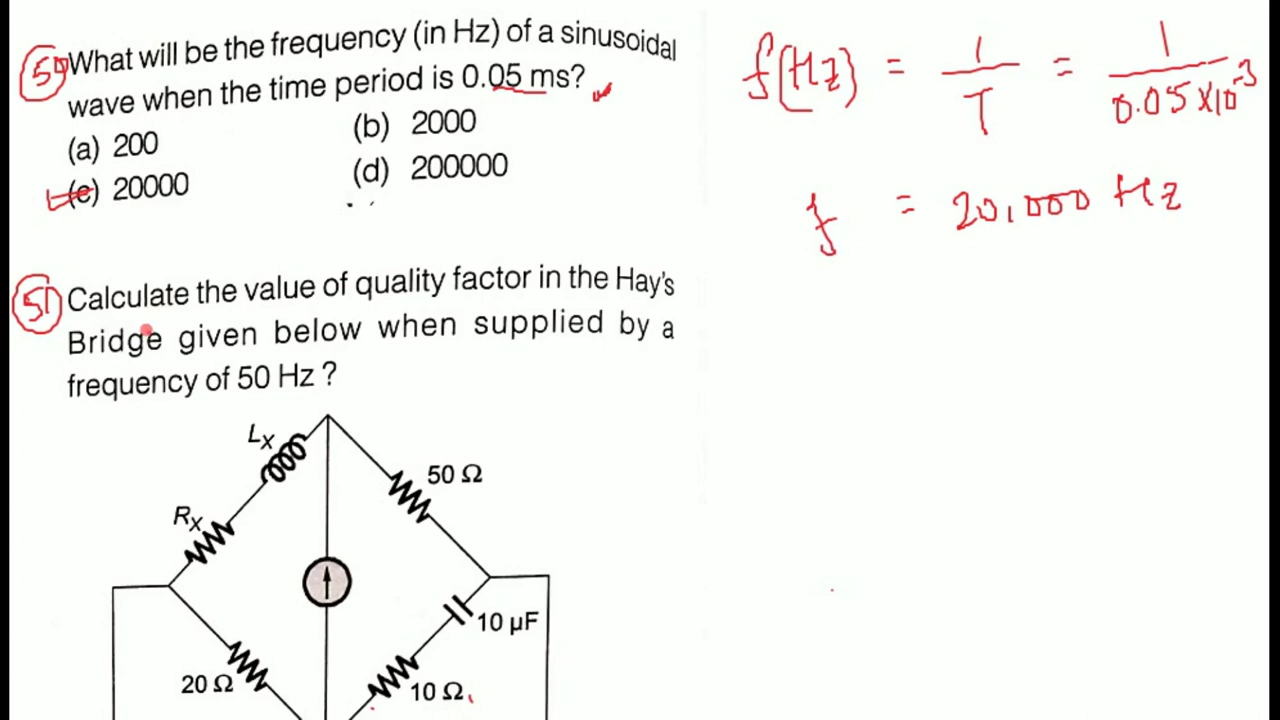 50 What will be the frequency (in Hz) of a sinusoidal
wave when the time period is 0.05 ms?
(a) 200 (b) 2000
(c) 20000 (d) 200000
f(Hz) = 1/T = 1/0.05×10^-3
f = 20,000 Hz
51 Calculate the value of quality factor in the Hay's
Bridge given below when supplied by a
frequency of 50 Hz ?
LX
50 Ω
RX
10 µF
20 Ω
10 Ω